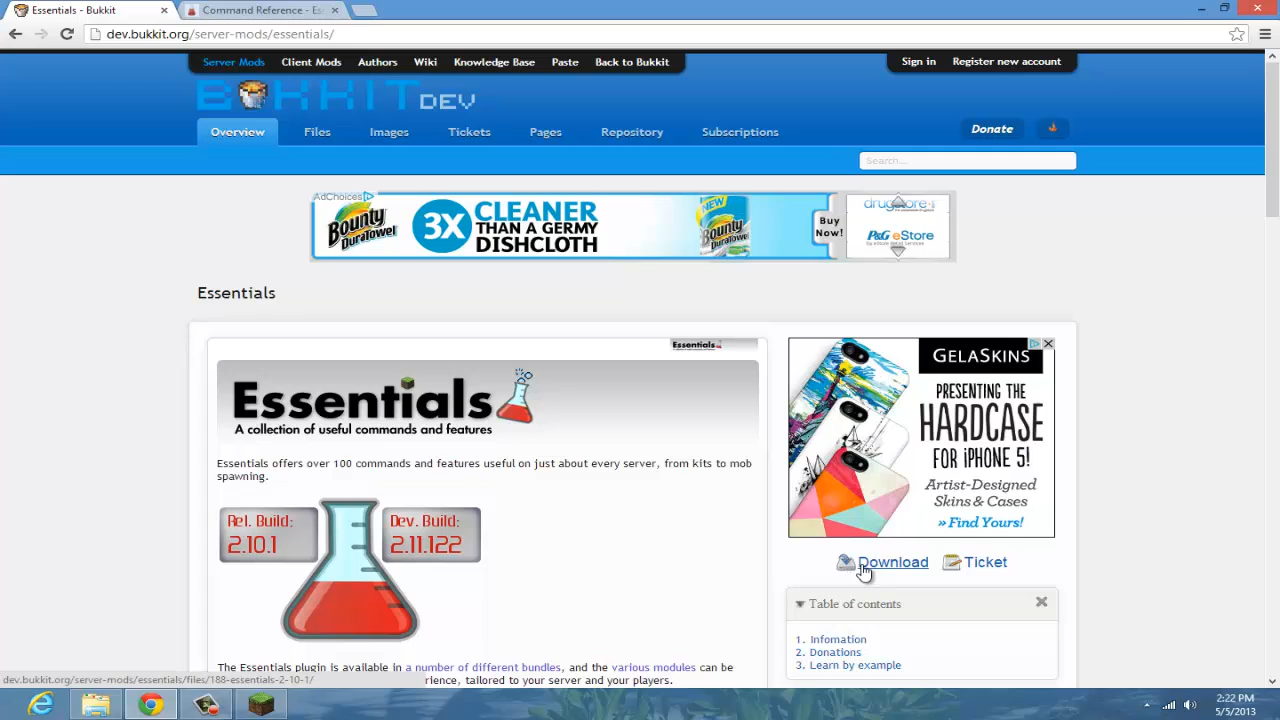 Essentials - Bukkit
Command Reference - Es
dev.bukkit.org/server-mods/essentials/
Server Mods Client Mods Authors Wiki Knowledge Base Paste Back to Bukkit
Sign in Register new account
BUKKIT DEV
Overview Files Images Tickets Pages Repository Subscriptions
Donate
Search...
AdChoices
Bounty
DuraTowel
3X CLEANER
THAN A GERMY
DISHCLOTH
NEW
Bounty
DuraTowel
Buy
Now!
drugstore
P&G eStore
Essentials
Essentials
Essentials
A collection of useful commands and features
Essentials offers over 100 commands and features useful on just about every server, from kits to mob
spawning.
Rel. Build:
2.10.1
Dev. Build:
2.11.122
The Essentials plugin is available in a number of different bundles, and the various modules can be
erience, tailored to your server and your players.
GELASKINS
PRESENTING THE
HARDCASE
FOR iPHONE 5!
Artist-Designed
Skins & Cases
» Find Yours!
Download Ticket
Table of contents
1. Infomation
2. Donations
3. Learn by example
dev.bukkit.org/server-mods/essentials/files/188-essentials-2-10-1/
2:22 PM
5/5/2013